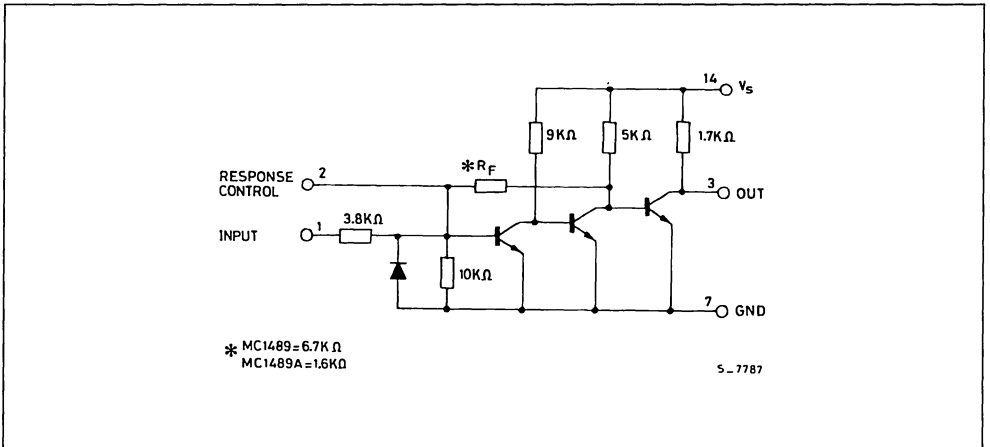 14 Vs
9KΩ 5KΩ 1.7KΩ
* RF
RESPONSE CONTROL 2
3 OUT
3.8KΩ
INPUT 1
10KΩ
7 GND
* MC1489=6.7KΩ
MC1489A=1.6KΩ
S_7787